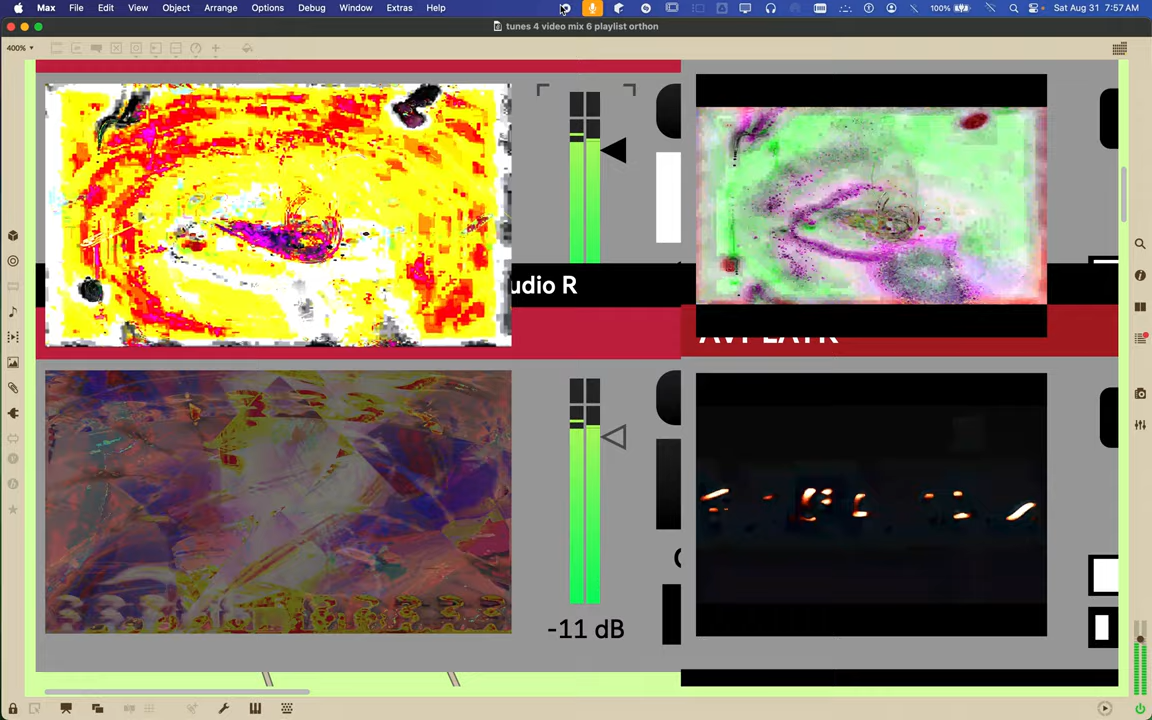 Max File Edit View Object Arrange Options Debug Window Extras Help
100% Sat Aug 31 7:57 AM
tunes 4 video mix 6 playlist orthon
400%
udio R
-11 dB